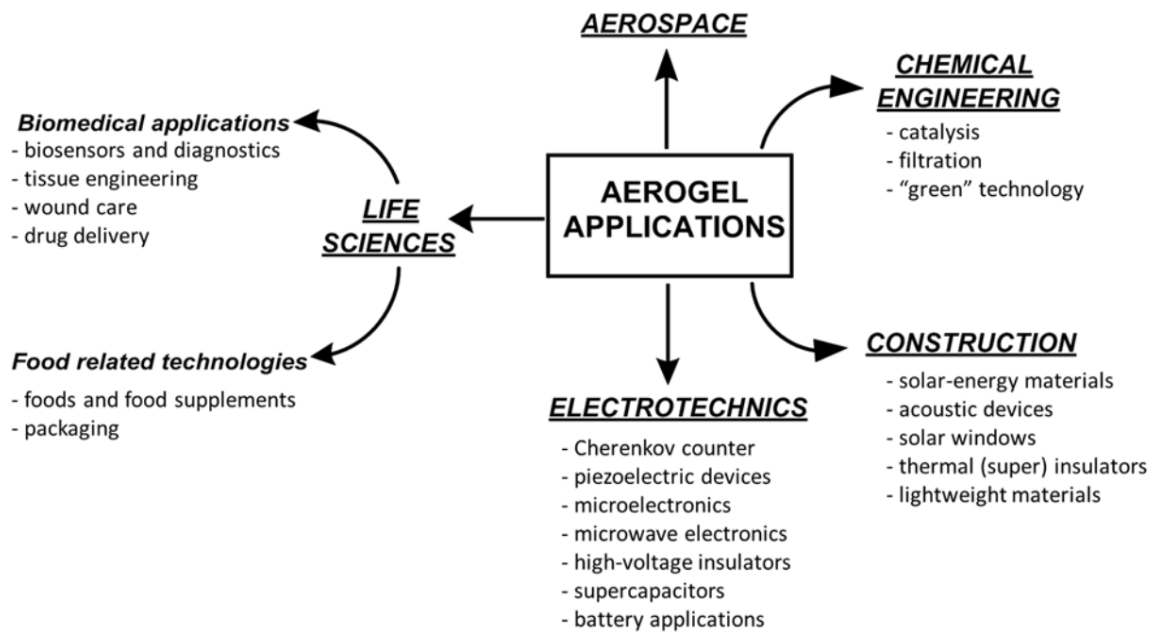 AEROSPACE
CHEMICAL
ENGINEERING
- catalysis
- filtration
- “green” technology
Biomedical applications
- biosensors and diagnostics
- tissue engineering
- wound care
- drug delivery
AEROGEL
APPLICATIONS
LIFE
SCIENCES
Food related technologies
- foods and food supplements
- packaging
ELECTROTECHNICS
- Cherenkov counter
- piezoelectric devices
- microelectronics
- microwave electronics
- high-voltage insulators
- supercapacitors
- battery applications
CONSTRUCTION
- solar-energy materials
- acoustic devices
- solar windows
- thermal (super) insulators
- lightweight materials